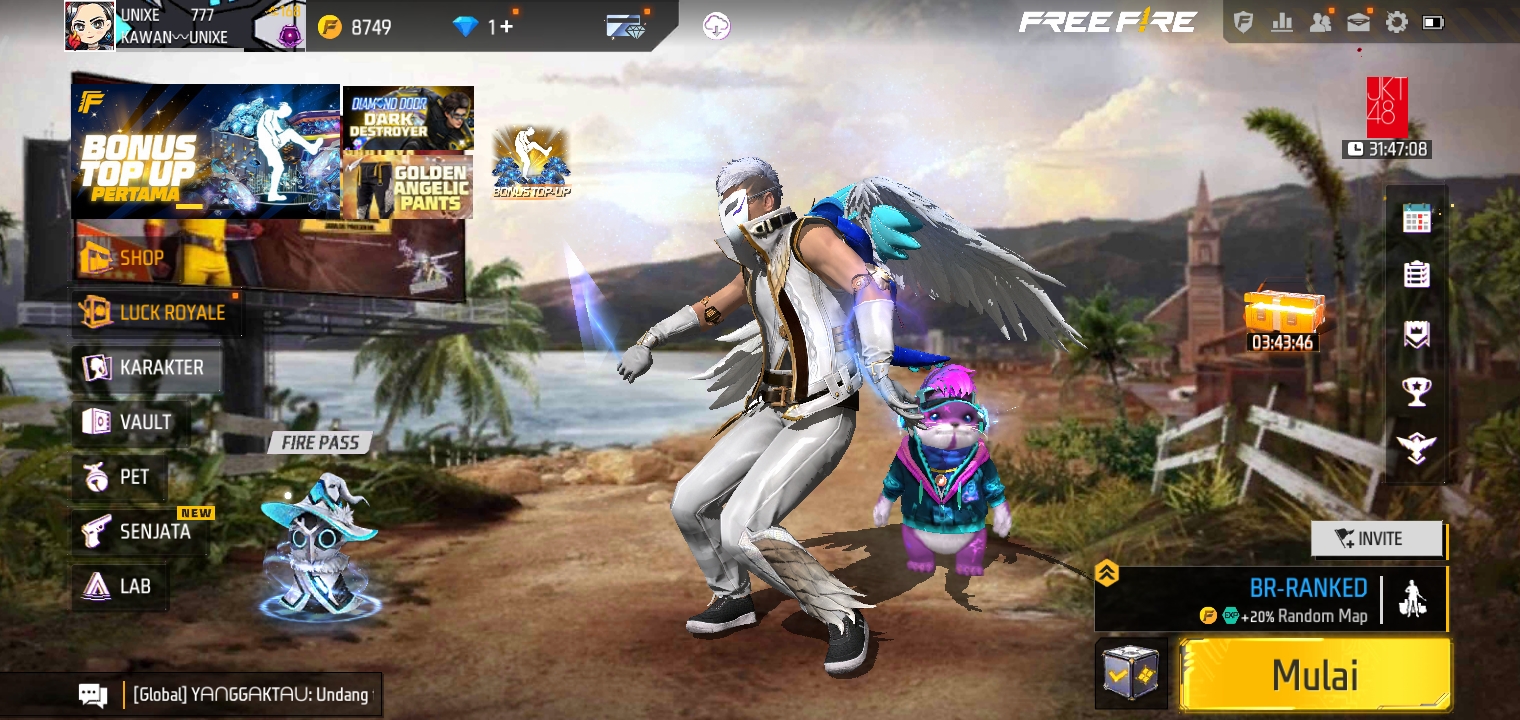 UNIXE 777
KAWAN〰UNIXE
8749
1+
FREE FIRE
JKT
48
31:47:08
BONUS
TOP UP
PERTAMA
DIAMOND DOOR
DARK
DESTROYER
GOLDEN
ANGELIC
PANTS
BONUS TOP-UP
SHOP
LUCK ROYALE
KARAKTER
VAULT
PET
NEW
SENJATA
LAB
FIRE PASS
03:43:46
INVITE
BR-RANKED
EXP +20% Random Map
Mulai
[Global] YANGGAKTAU: Undang